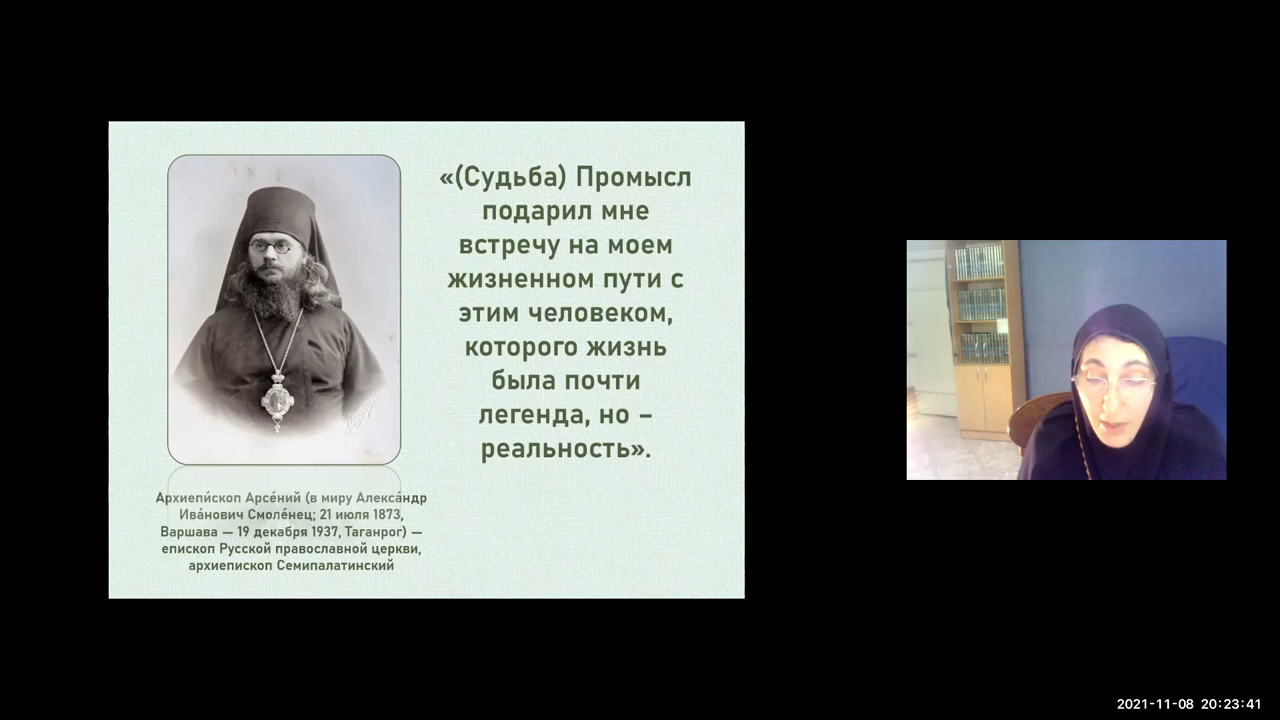 «(Судьба) Промысл
подарил мне
встречу на моем
жизненном пути с
этим человеком,
которого жизнь
была почти
легенда, но –
реальность».
Архиепи́скоп Арсе́ний (в миру Алекса́ндр
Ива́нович Смоле́нец; 21 июля 1873,
Варшава — 19 декабря 1937, Таганрог) —
епископ Русской православной церкви,
архиепископ Семипалатинский
2021-11-08 20:23:41